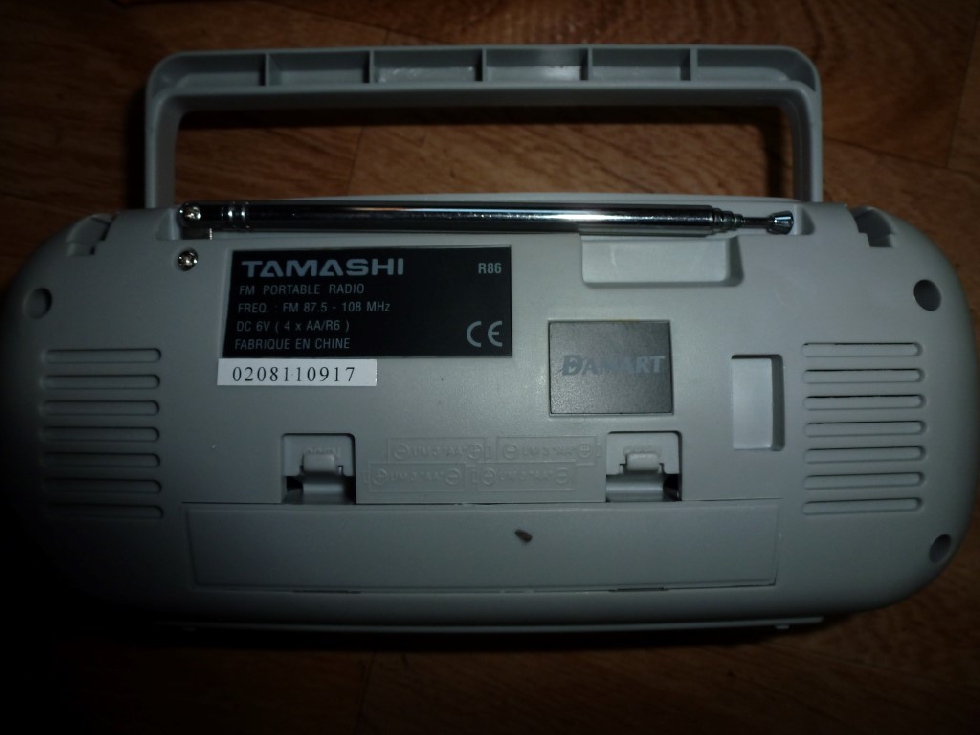 TAMASHI R86
FM PORTABLE RADIO
FREQ. : FM 87.5 - 108 MHz
DC 6V ( 4 x AA/R6 )
FABRIQUE EN CHINE
CE
0208110917
DAMART